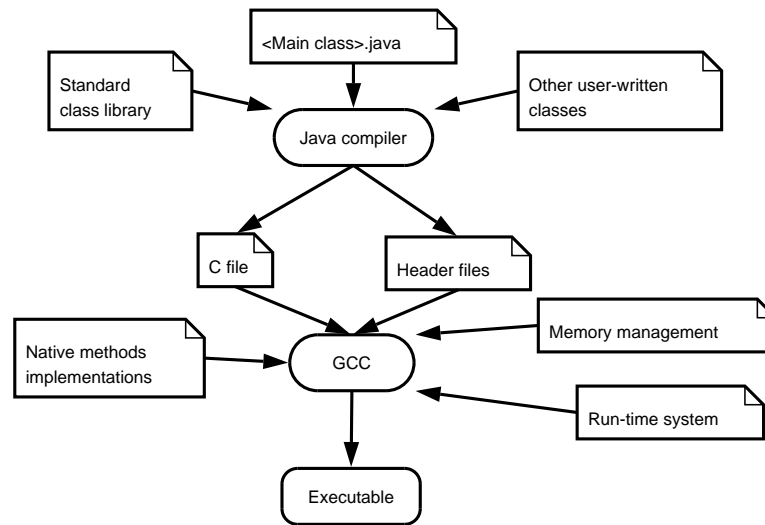 <Main class>.java
Standard
class library
Other user-written
classes
Java compiler
C file
Header files
Native methods
implementations
GCC
Memory management
Run-time system
Executable